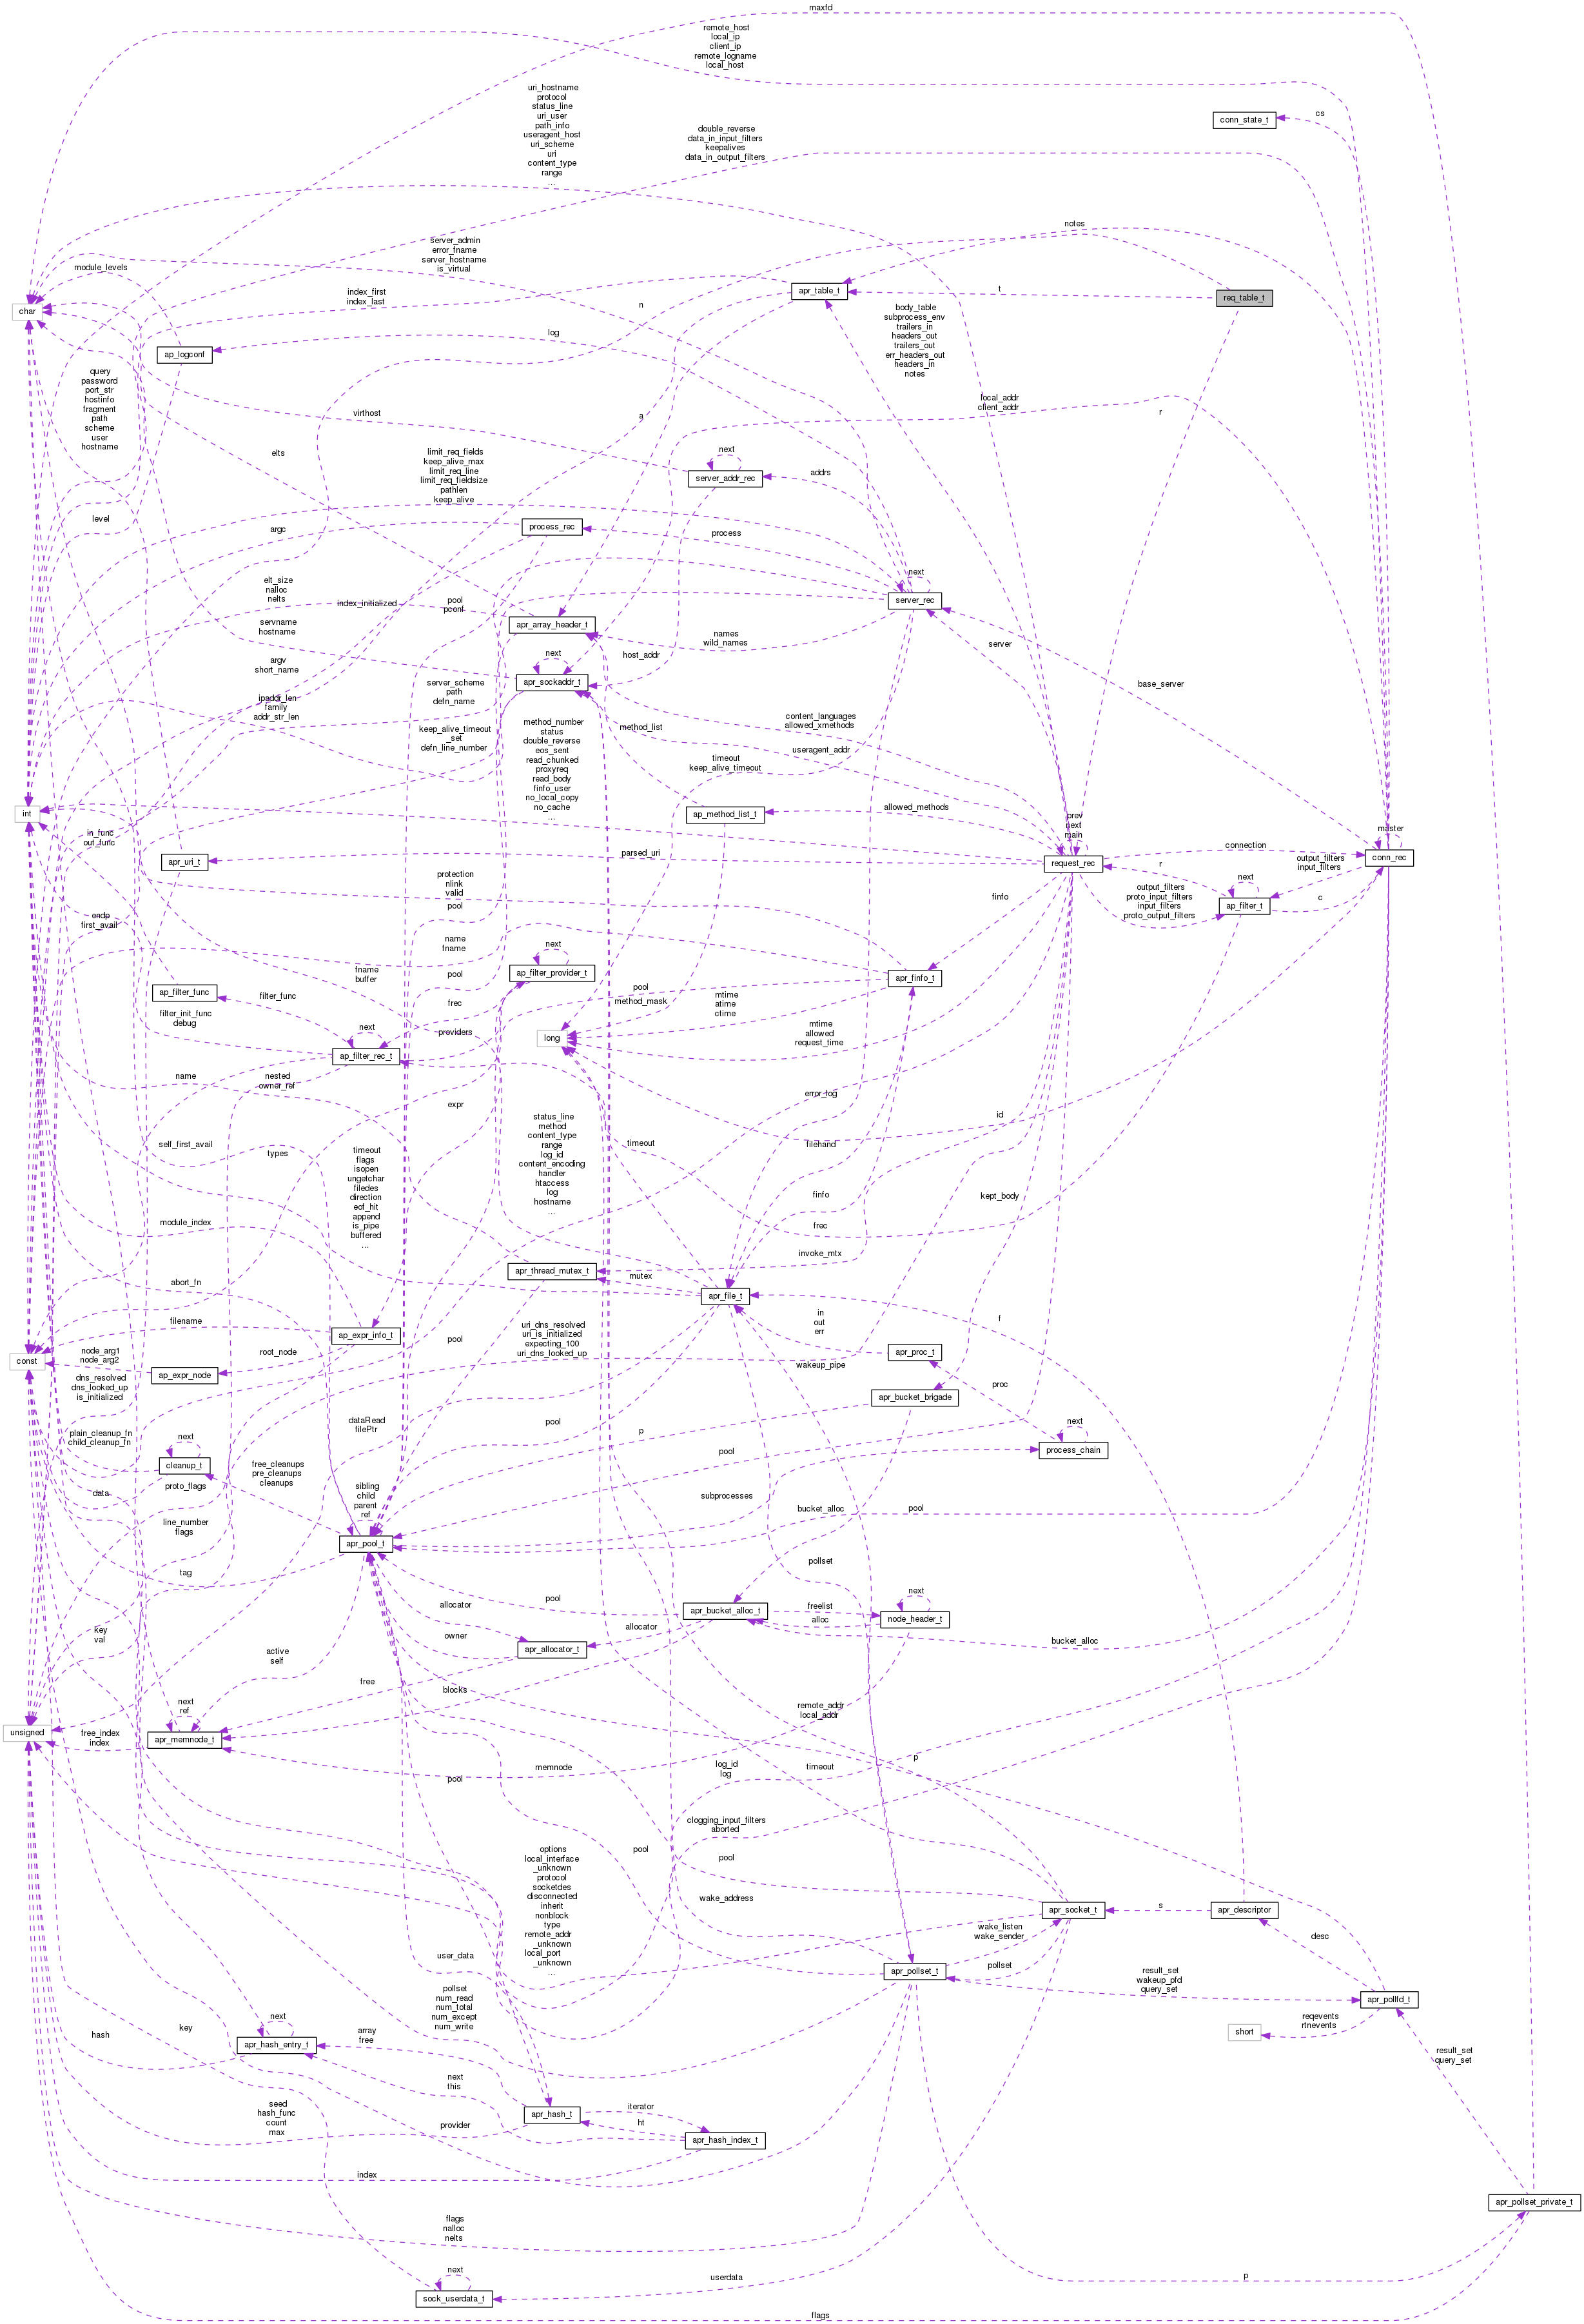 maxfd
remote_host
local_ip
client_ip
remote_logname
local_host
uri_hostname
protocol
status_line
uri_user
path_info
useragent_host
uri_scheme
uri
content_type
range
...
double_reverse
data_in_input_filters
keepalives
data_in_output_filters
conn_state_t
cs
notes
server_admin
error_fname
server_hostname
is_virtual
module_levels
index_first
index_last
n
apr_table_t
t
req_table_t
char
body_table
subprocess_env
trailers_in
headers_out
trailers_out
err_headers_out
headers_in
notes
log
ap_logconf
query
password
port_str
hostinfo
fragment
path
scheme
user
hostname
local_addr
client_addr
r
virthost
a
elts
limit_req_fields
keep_alive_max
limit_req_line
limit_req_fieldsize
pathlen
keep_alive
next
server_addr_rec
addrs
level
argc
process_rec
process
next
server_rec
elt_size
nalloc
nelts
index_initialized
pool
pconf
apr_array_header_t
names
wild_names
servname
hostname
host_addr
next
apr_sockaddr_t
server
base_server
argv
short_name
server_scheme
path
defn_name
ipaddr_len
family
addr_str_len
content_languages
allowed_xmethods
method_list
useragent_addr
keep_alive_timeout
_set
defn_line_number
method_number
status
double_reverse
eos_sent
read_chunked
proxyreq
read_body
finfo_user
no_local_copy
no_cache
...
timeout
keep_alive_timeout
ap_method_list_t
allowed_methods
int
in_func
out_func
apr_uri_t
parsed_uri
prev
next
main
request_rec
connection
master
conn_rec
output_filters
input_filters
r
next
ap_filter_t
c
output_filters
proto_input_filters
input_filters
proto_output_filters
finfo
protection
nlink
valid
pool
endp
first_avail
name
fname
next
ap_filter_provider_t
apr_finfo_t
fname
buffer
pool
ap_filter_func
filter_func
frec
pool
method_mask
mtime
atime
ctime
filter_init_func
debug
next
ap_filter_rec_t
providers
long
mtime
allowed
request_time
name
nested
owner_ref
expr
error_log
id
self_first_avail
types
status_line
method
content_type
range
log_id
content_encoding
handler
htaccess
log
hostname
...
timeout
filehand
timeout
flags
isopen
ungetchar
filedes
direction
eof_hit
append
is_pipe
buffered
...
module_index
finfo
kept_body
frec
invoke_mtx
apr_thread_mutex_t
mutex
apr_file_t
abort_fn
filename
ap_expr_info_t
pool
uri_dns_resolved
uri_is_initialized
expecting_100
uri_dns_looked_up
in
out
err
f
const
node_arg1
node_arg2
root_node
ap_expr_node
apr_proc_t
wakeup_pipe
dns_resolved
dns_looked_up
is_initialized
apr_bucket_brigade
proc
dataRead
filePtr
pool
p
next
process_chain
plain_cleanup_fn
child_cleanup_fn
next
cleanup_t
pool
free_cleanups
pre_cleanups
cleanups
data
proto_flags
sibling
child
parent
ref
apr_pool_t
subprocesses
bucket_alloc
pool
line_number
flags
pollset
tag
pool
allocator
apr_bucket_alloc_t
freelist
alloc
next
node_header_t
key
val
owner
apr_allocator_t
allocator
bucket_alloc
active
self
free
blocks
unsigned
free_index
index
next
ref
apr_memnode_t
remote_addr
local_addr
memnode
pool
log_id
log
timeout
p
clogging_input_filters
aborted
options
local_interface
_unknown
protocol
socketdes
disconnected
inherit
nonblock
type
remote_addr
_unknown
local_port
_unknown
...
pool
pool
wake_address
apr_socket_t
s
apr_descriptor
wake_listen
wake_sender
desc
user_data
apr_pollset_t
pollset
result_set
wakeup_pfd
query_set
apr_pollfd_t
pollset
num_read
num_total
num_except
num_write
reqevents
rtnevents
short
hash
next
apr_hash_entry_t
key
array
free
next
this
result_set
query_set
seed
hash_func
count
max
provider
apr_hash_t
iterator
ht
apr_hash_index_t
index
apr_pollset_private_t
flags
nalloc
nelts
next
sock_userdata_t
userdata
p
flags